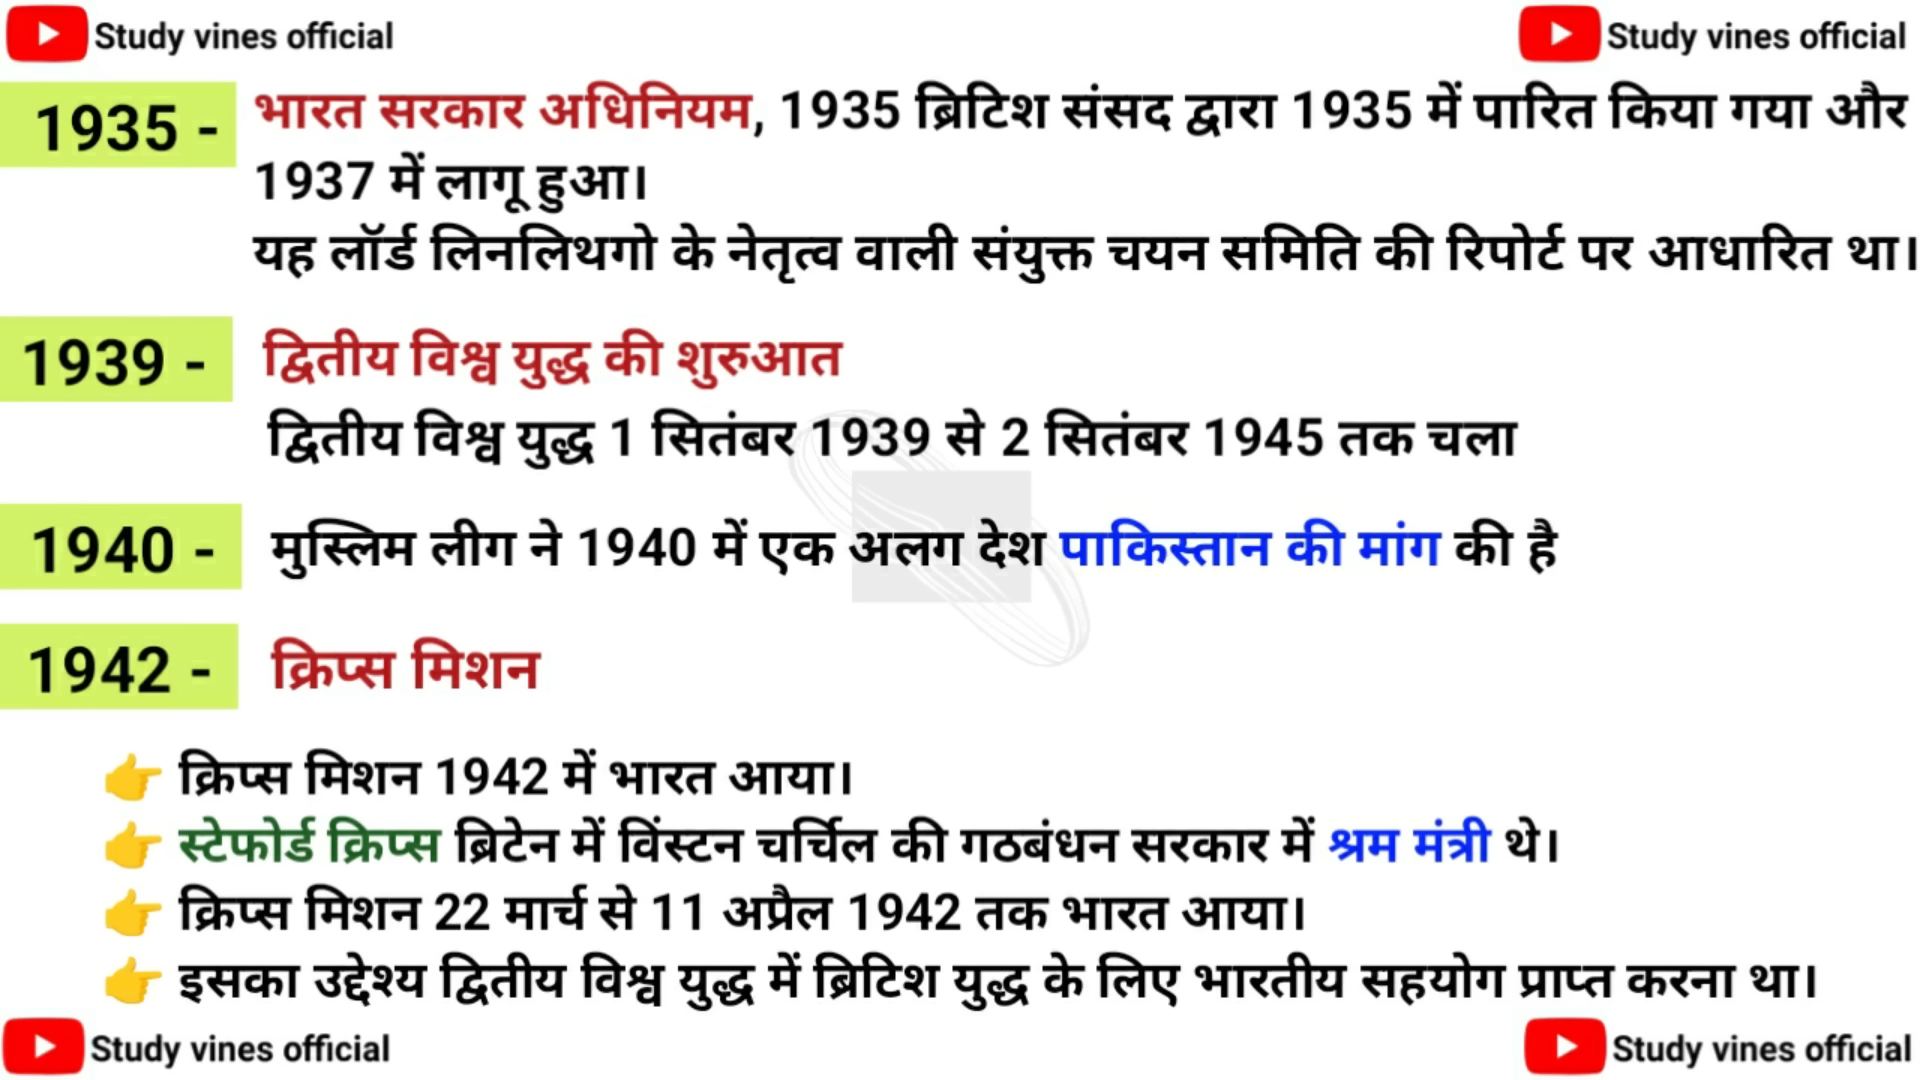 Study vines official
Study vines official
1935 -
भारत सरकार अधिनियम, 1935 ब्रिटिश संसद द्वारा 1935 में पारित किया गया और
1937 में लागू हुआ।
यह लॉर्ड लिनलिथगो के नेतृत्व वाली संयुक्त चयन समिति की रिपोर्ट पर आधारित था।
1939 -
द्वितीय विश्व युद्ध की शुरुआत
द्वितीय विश्व युद्ध 1 सितंबर 1939 से 2 सितंबर 1945 तक चला
1940 -
मुस्लिम लीग ने 1940 में एक अलग देश पाकिस्तान की मांग की है
1942 -
क्रिप्स मिशन
👉 क्रिप्स मिशन 1942 में भारत आया।
👉 स्टेफोर्ड क्रिप्स ब्रिटेन में विंस्टन चर्चिल की गठबंधन सरकार में श्रम मंत्री थे।
👉 क्रिप्स मिशन 22 मार्च से 11 अप्रैल 1942 तक भारत आया।
👉 इसका उद्देश्य द्वितीय विश्व युद्ध में ब्रिटिश युद्ध के लिए भारतीय सहयोग प्राप्त करना था।
Study vines official
Study vines official